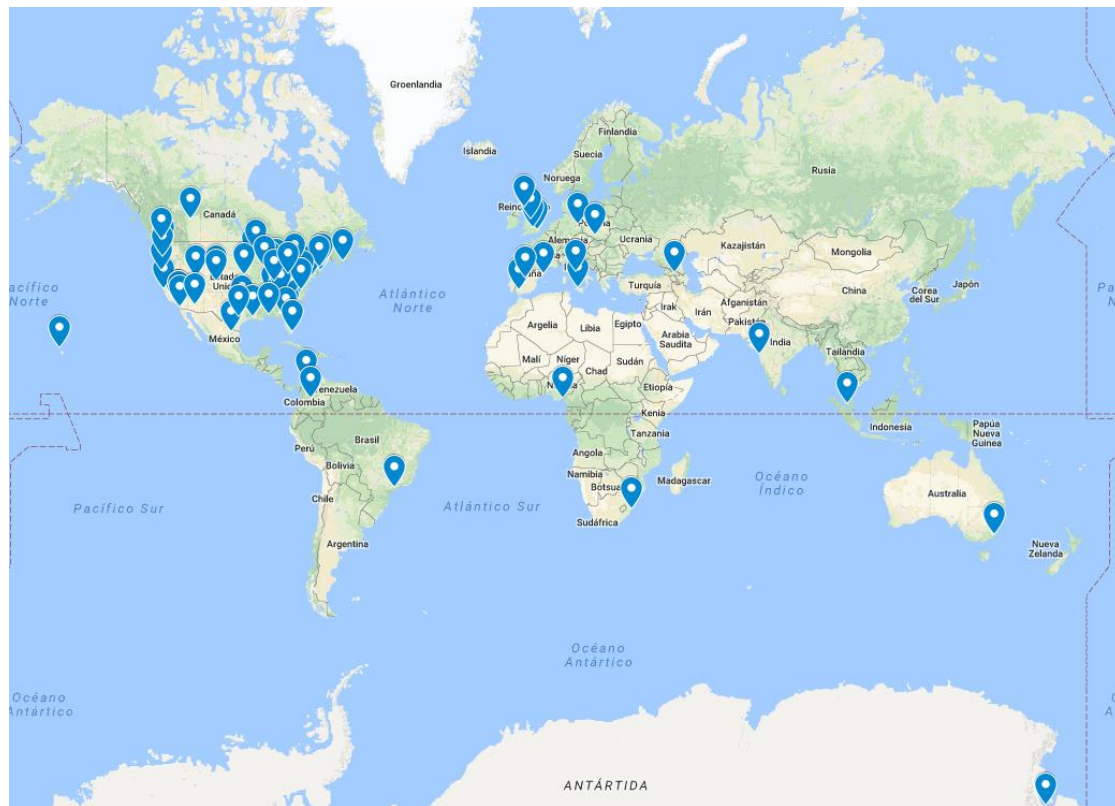 Groenlandia
Islandia
Finlandia
Suecia
Noruega
Rusia
Canadá
Ucrania
Kazajistán
Mongolia
Turquía
Japón
Corea
del Sur
China
Afganistán
Irak
Irán
Pakistán
Atlántico
Norte
México
Argelia
Libia
Egipto
Arabia
Saudita
India
Tailandia
Malí
Níger
Chad
Sudán
Etiopía
Venezuela
Colombia
Kenia
Tanzania
Indonesia
Papúa
Nueva
Guinea
Perú
Brasil
Bolivia
Angola
Namibia
Madagascar
Océano
Índico
Australia
Chile
Pacífico Sur
Atlántico Sur
Sudáfrica
Argentina
Nueva
Zelanda
Océano
Antártico
Océano
Antártico
ANTÁRTIDA